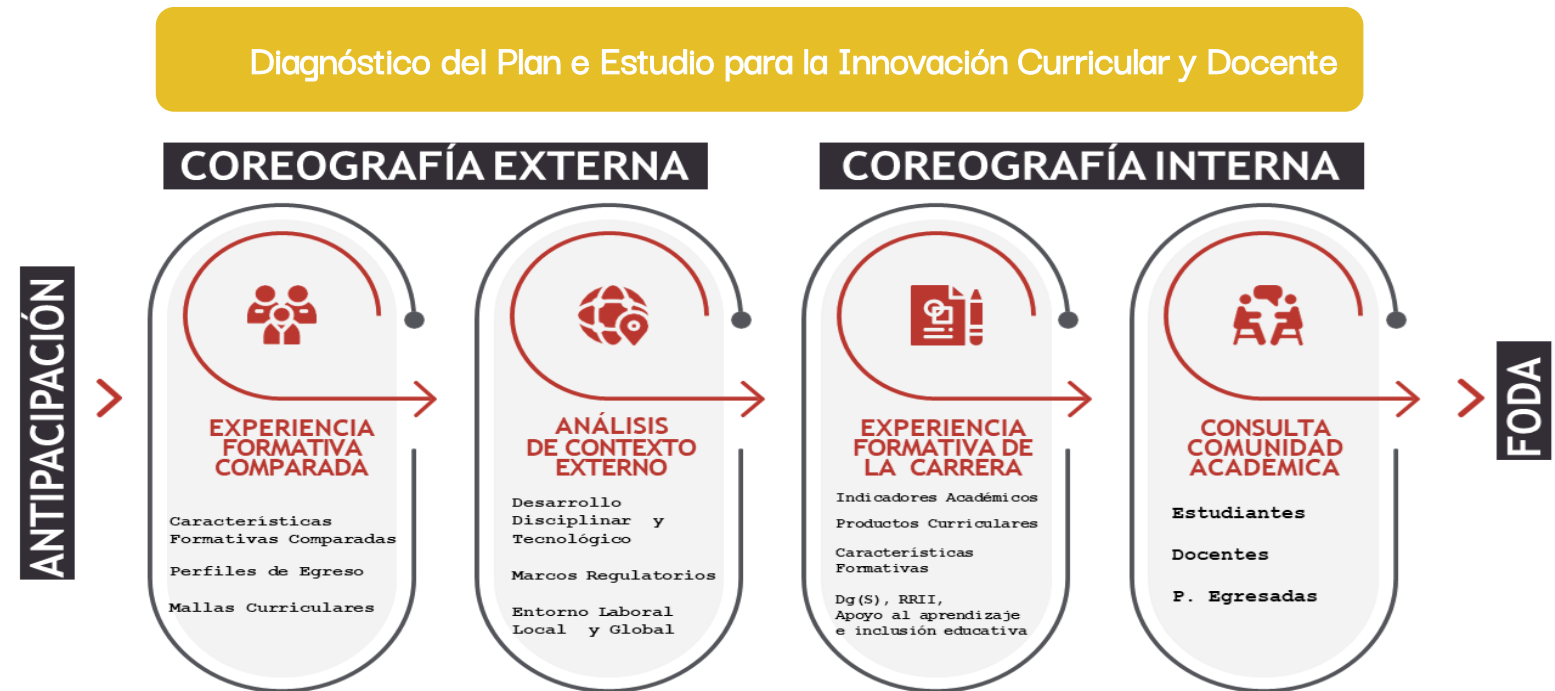 Diagnóstico del Plan e Estudio para la Innovación Curricular y Docente
COREOGRAFÍA EXTERNA
COREOGRAFÍA INTERNA
ANTIPACIPACIÓN
EXPERIENCIA
FORMATIVA
COMPARADA
Características
Formativas Comparadas
Perfiles de Egreso
Mallas Curriculares
ANÁLISIS
DE CONTEXTO
EXTERNO
Desarrollo
Disciplinar y
Tecnológico
Marcos Regulatorios
Entorno Laboral
Local y Global
EXPERIENCIA
FORMATIVA DE
LA CARRERA
Indicadores Académicos
Productos Curriculares
Características
Formativas
Dg(S), RRII,
Apoyo al aprendizaje
e inclusión educativa
CONSULTA
COMUNIDAD
ACADÉMICA
Estudiantes
Docentes
P. Egresadas
FODA